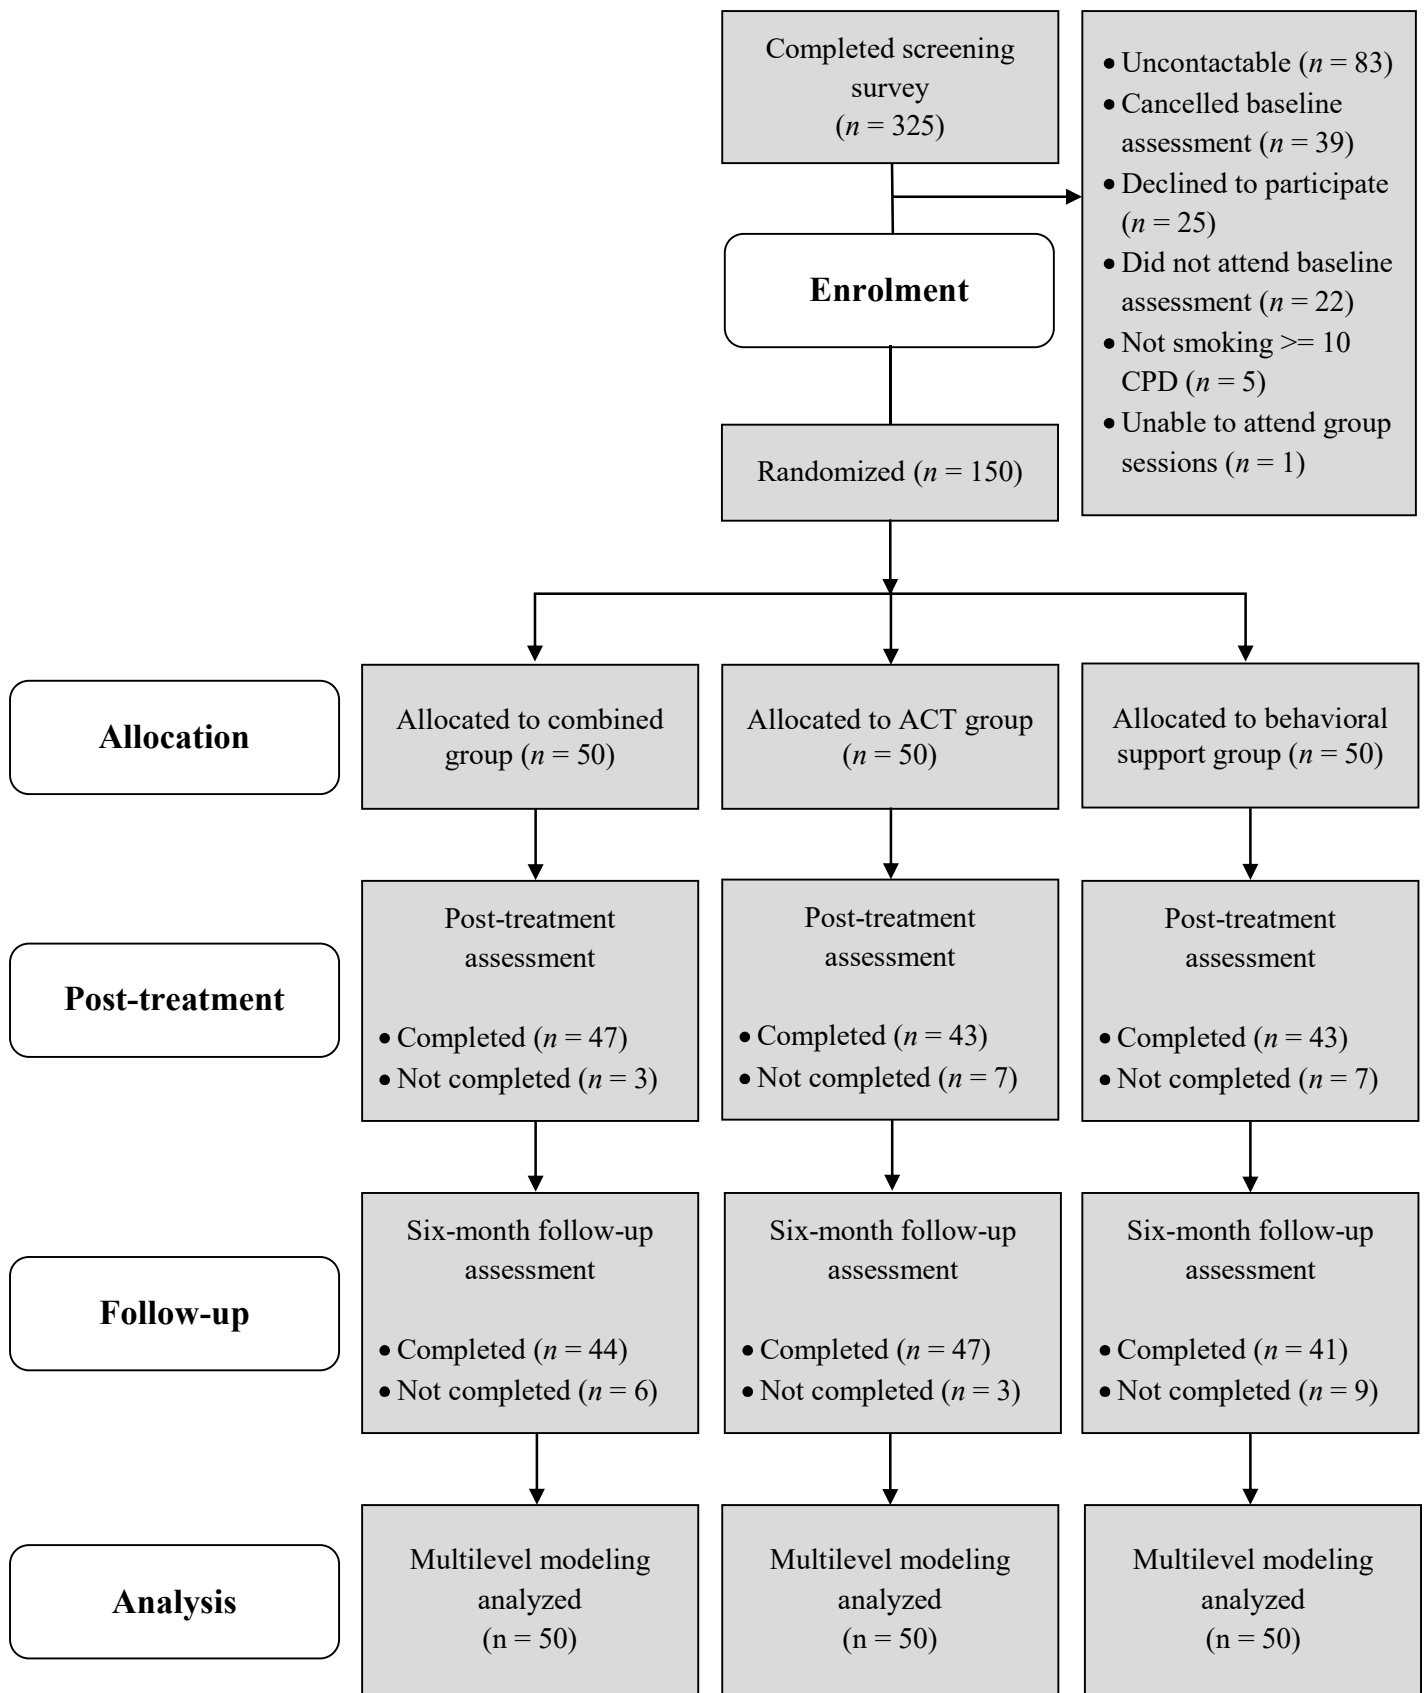 Completed screening
survey
(n = 325)
• Uncontactable (n = 83)
• Cancelled baseline
assessment (n = 39)
• Declined to participate
(n = 25)
• Did not attend baseline
assessment (n = 22)
• Not smoking >= 10
CPD (n = 5)
• Unable to attend group
sessions (n = 1)
Enrolment
Randomized (n = 150)
Allocation
Allocated to combined
group (n = 50)
Allocated to ACT group
(n = 50)
Allocated to behavioral
support group (n = 50)
Post-treatment
Post-treatment
assessment
• Completed (n = 47)
• Not completed (n = 3)
Post-treatment
assessment
• Completed (n = 43)
• Not completed (n = 7)
Post-treatment
assessment
• Completed (n = 43)
• Not completed (n = 7)
Follow-up
Six-month follow-up
assessment
• Completed (n = 44)
• Not completed (n = 6)
Six-month follow-up
assessment
• Completed (n = 47)
• Not completed (n = 3)
Six-month follow-up
assessment
• Completed (n = 41)
• Not completed (n = 9)
Analysis
Multilevel modeling
analyzed
(n = 50)
Multilevel modeling
analyzed
(n = 50)
Multilevel modeling
analyzed
(n = 50)